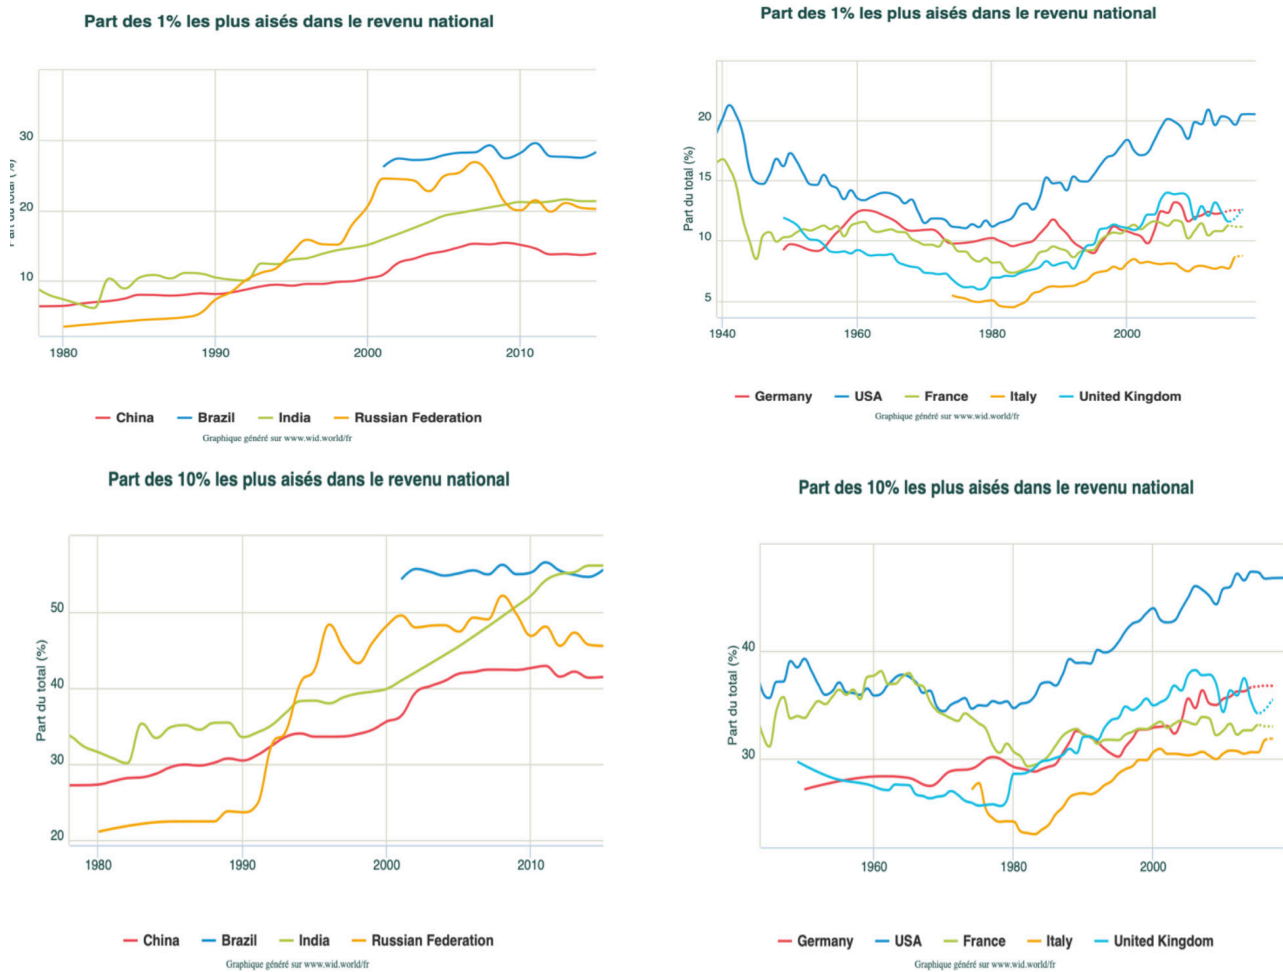 Part des 1% les plus aisés dans le revenu national
30
20
10
Part du total (%)
1980 1990 2000 2010
China Brazil India Russian Federation
Graphique généré sur www.wid.world/fr
Part des 1% les plus aisés dans le revenu national
20
15
10
5
Part du total (%)
1940 1960 1980 2000
Germany USA France Italy United Kingdom
Graphique généré sur www.wid.world/fr
Part des 10% les plus aisés dans le revenu national
50
40
30
20
Part du total (%)
1980 1990 2000 2010
China Brazil India Russian Federation
Graphique généré sur www.wid.world/fr
Part des 10% les plus aisés dans le revenu national
40
30
Part du total (%)
1960 1980 2000
Germany USA France Italy United Kingdom
Graphique généré sur www.wid.world/fr